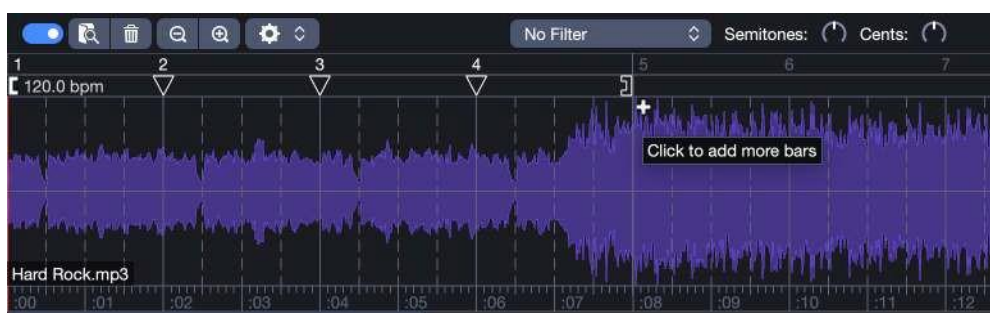 No Filter Semitones: Cents:
1 2 3 4 5 6 7
120.0 bpm
Click to add more bars
Hard Rock.mp3
:00 :01 :02 :03 :04 :05 :06 :07 :08 :09 :10 :11 :12